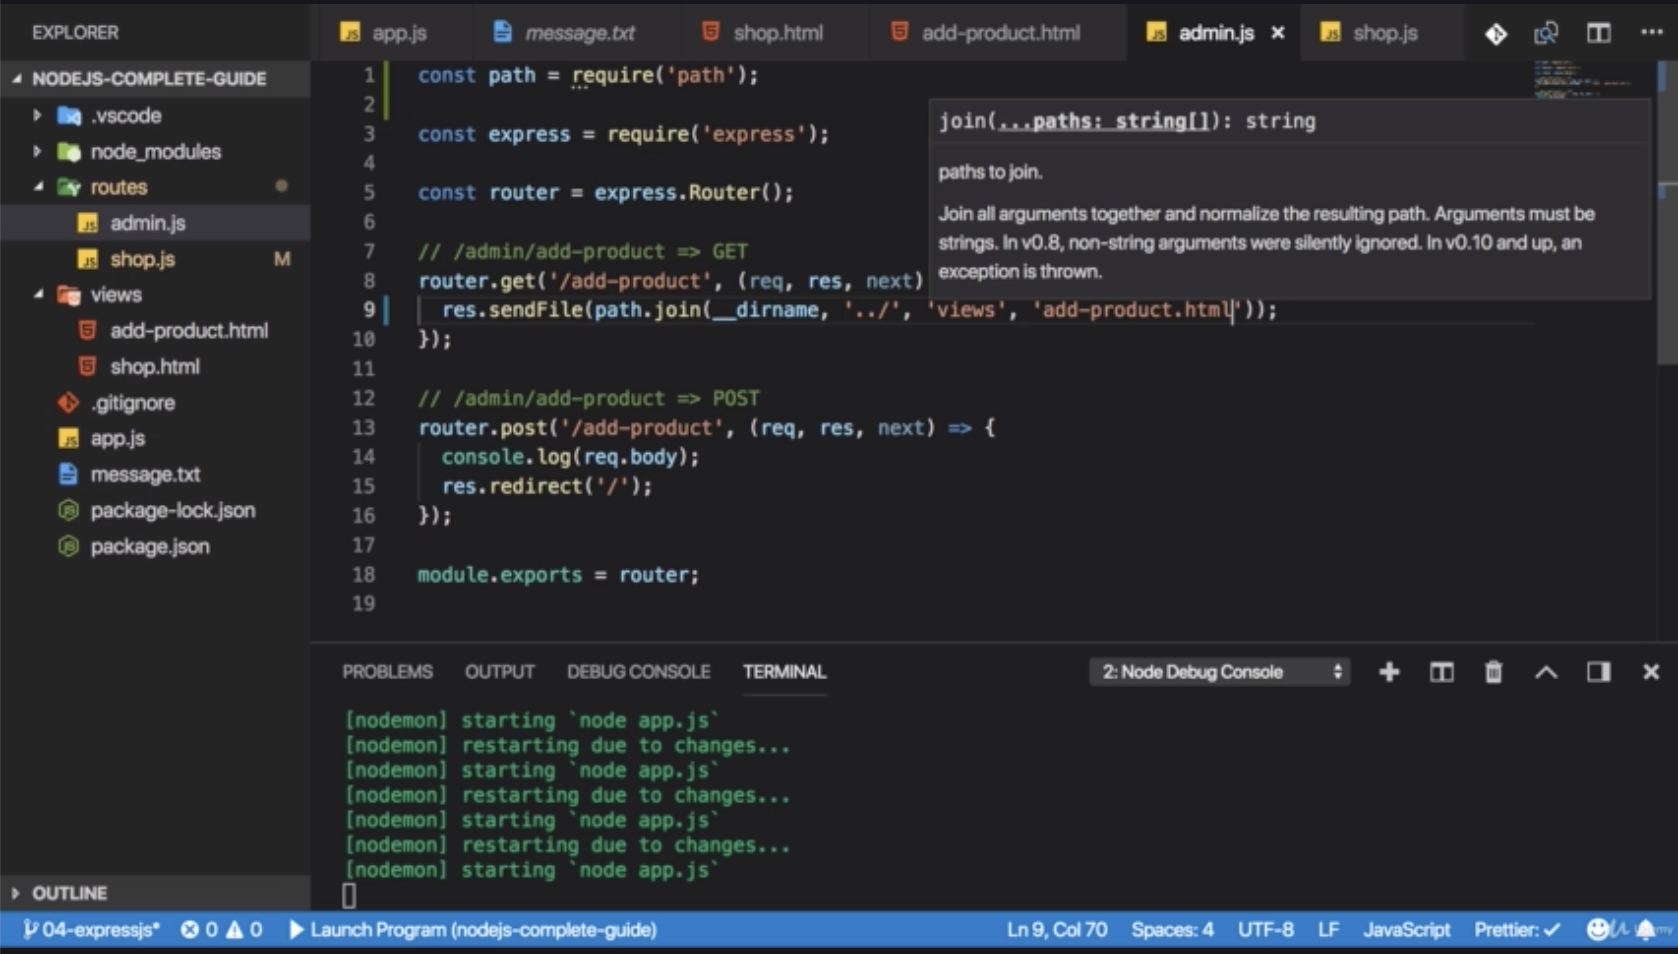 EXPLORER
app.js
message.txt
shop.html
add-product.html
admin.js
shop.js
NODEJS-COMPLETE-GUIDE
.vscode
node_modules
routes
admin.js
shop.js M
views
add-product.html
shop.html
.gitignore
app.js
message.txt
package-lock.json
package.json
OUTLINE
1 const path = require('path');
2
3 const express = require('express');
4
5 const router = express.Router();
6
7 // /admin/add-product => GET
8 router.get('/add-product', (req, res, next)
9 res.sendFile(path.join(__dirname, '../', 'views', 'add-product.html'));
10 });
11
12 // /admin/add-product => POST
13 router.post('/add-product', (req, res, next) => {
14 console.log(req.body);
15 res.redirect('/');
16 });
17
18 module.exports = router;
19
join(...paths: string[]): string
paths to join.
Join all arguments together and normalize the resulting path. Arguments must be
strings. In v0.8, non-string arguments were silently ignored. In v0.10 and up, an
exception is thrown.
PROBLEMS OUTPUT DEBUG CONSOLE TERMINAL
2: Node Debug Console
[nodemon] starting `node app.js`
[nodemon] restarting due to changes...
[nodemon] starting `node app.js`
[nodemon] restarting due to changes...
[nodemon] starting `node app.js`
[nodemon] restarting due to changes...
[nodemon] starting `node app.js`
04-expressjs* 0 0 Launch Program (nodejs-complete-guide) Ln 9, Col 70 Spaces: 4 UTF-8 LF JavaScript Prettier: ✓